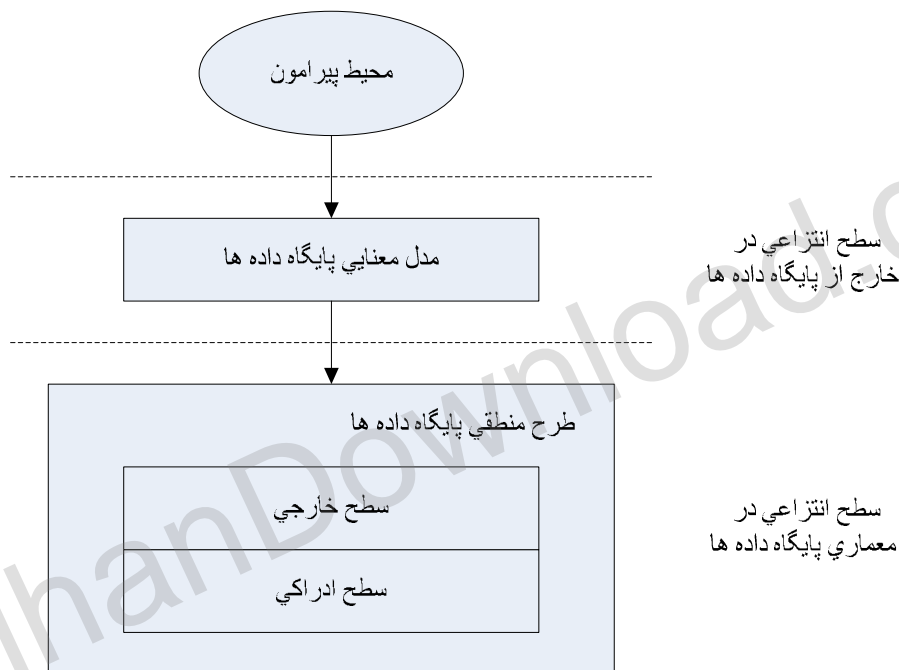 محيط پيرامون
مدل معنايي پايگاه داده ها
سطح انتزاعي در
خارج از پايگاه داده ها
طرح منطقي پايگاه داده ها
سطح خارجي
سطح ادراكي
سطح انتزاعي در
معماري پايگاه داده ها